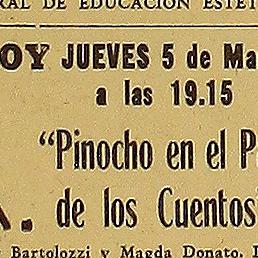 RAL DE EDUCACION ESTET
OY JUEVES 5 de Ma
a las 19.15
"Pinocho en el P
de los Cuentos
Bartolozzi y Magda Donato.